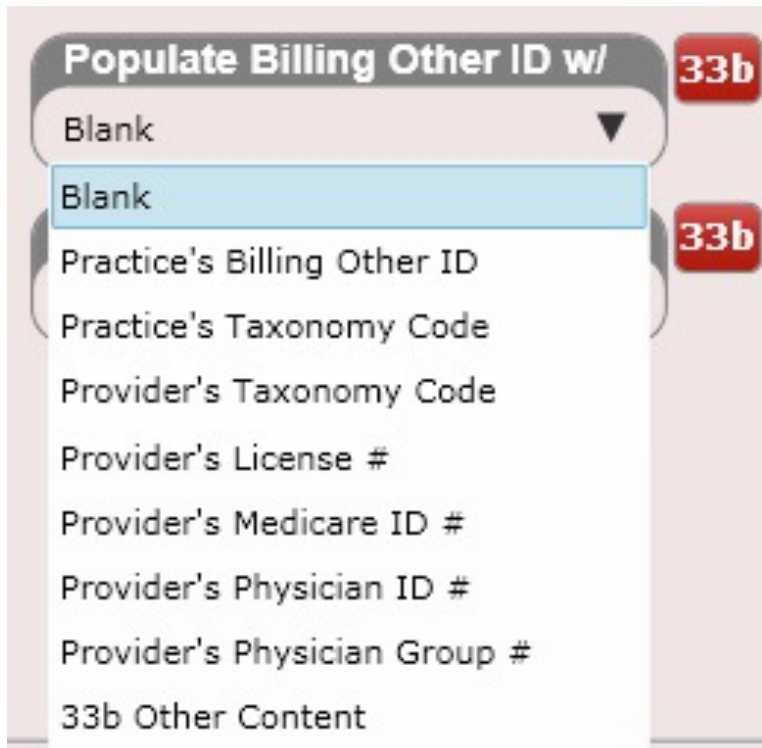 Populate Billing Other ID w/ 33b
Blank ▼
Blank
33b
Practice's Billing Other ID
Practice's Taxonomy Code
Provider's Taxonomy Code
Provider's License #
Provider's Medicare ID #
Provider's Physician ID #
Provider's Physician Group #
33b Other Content